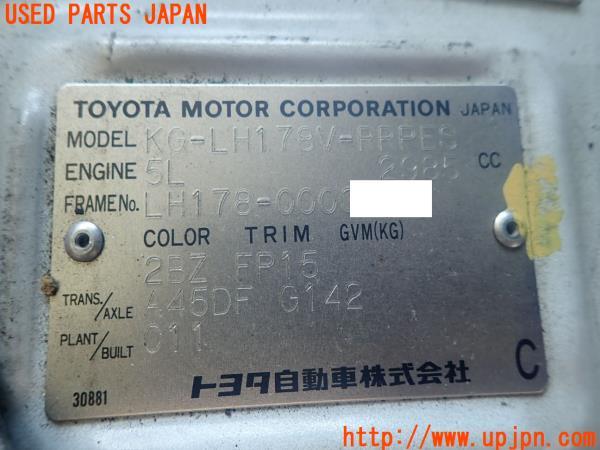 USED PARTS JAPAN
TOYOTA MOTOR CORPORATION JAPAN
MODEL KG-LH178V-RRPES
ENGINE 5L 2985 CC
FRAME No. LH178-0000
COLOR TRIM GVM(KG)
2BZ FP15
TRANS./AXLE A45DF G142
PLANT/BUILT 011
トヨタ自動車株式会社
C
30881
http://www.upjpn.com/